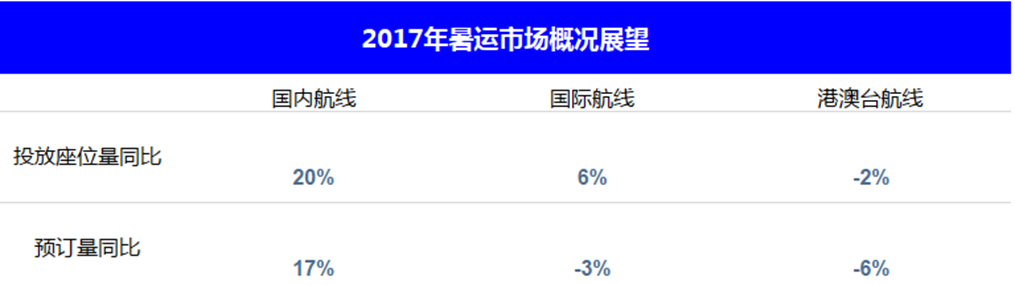 2017年暑运市场概况展望
国内航线 国际航线 港澳台航线
投放座位量同比 20% 6% -2%
预订量同比 17% -3% -6%